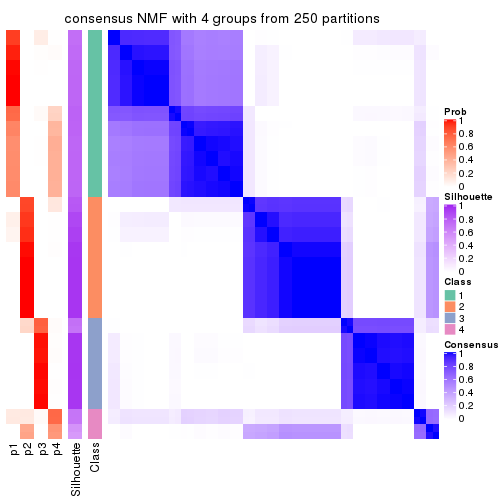 consensus NMF with 4 groups from 250 partitions
Prob
1
0.8
0.6
0.4
0.2
0
Silhouette
1
0.8
0.6
0.4
0.2
0
Class
1
2
3
4
Consensus
1
0.8
0.6
0.4
0.2
0
p1
p2
p3
p4
Silhouette
Class